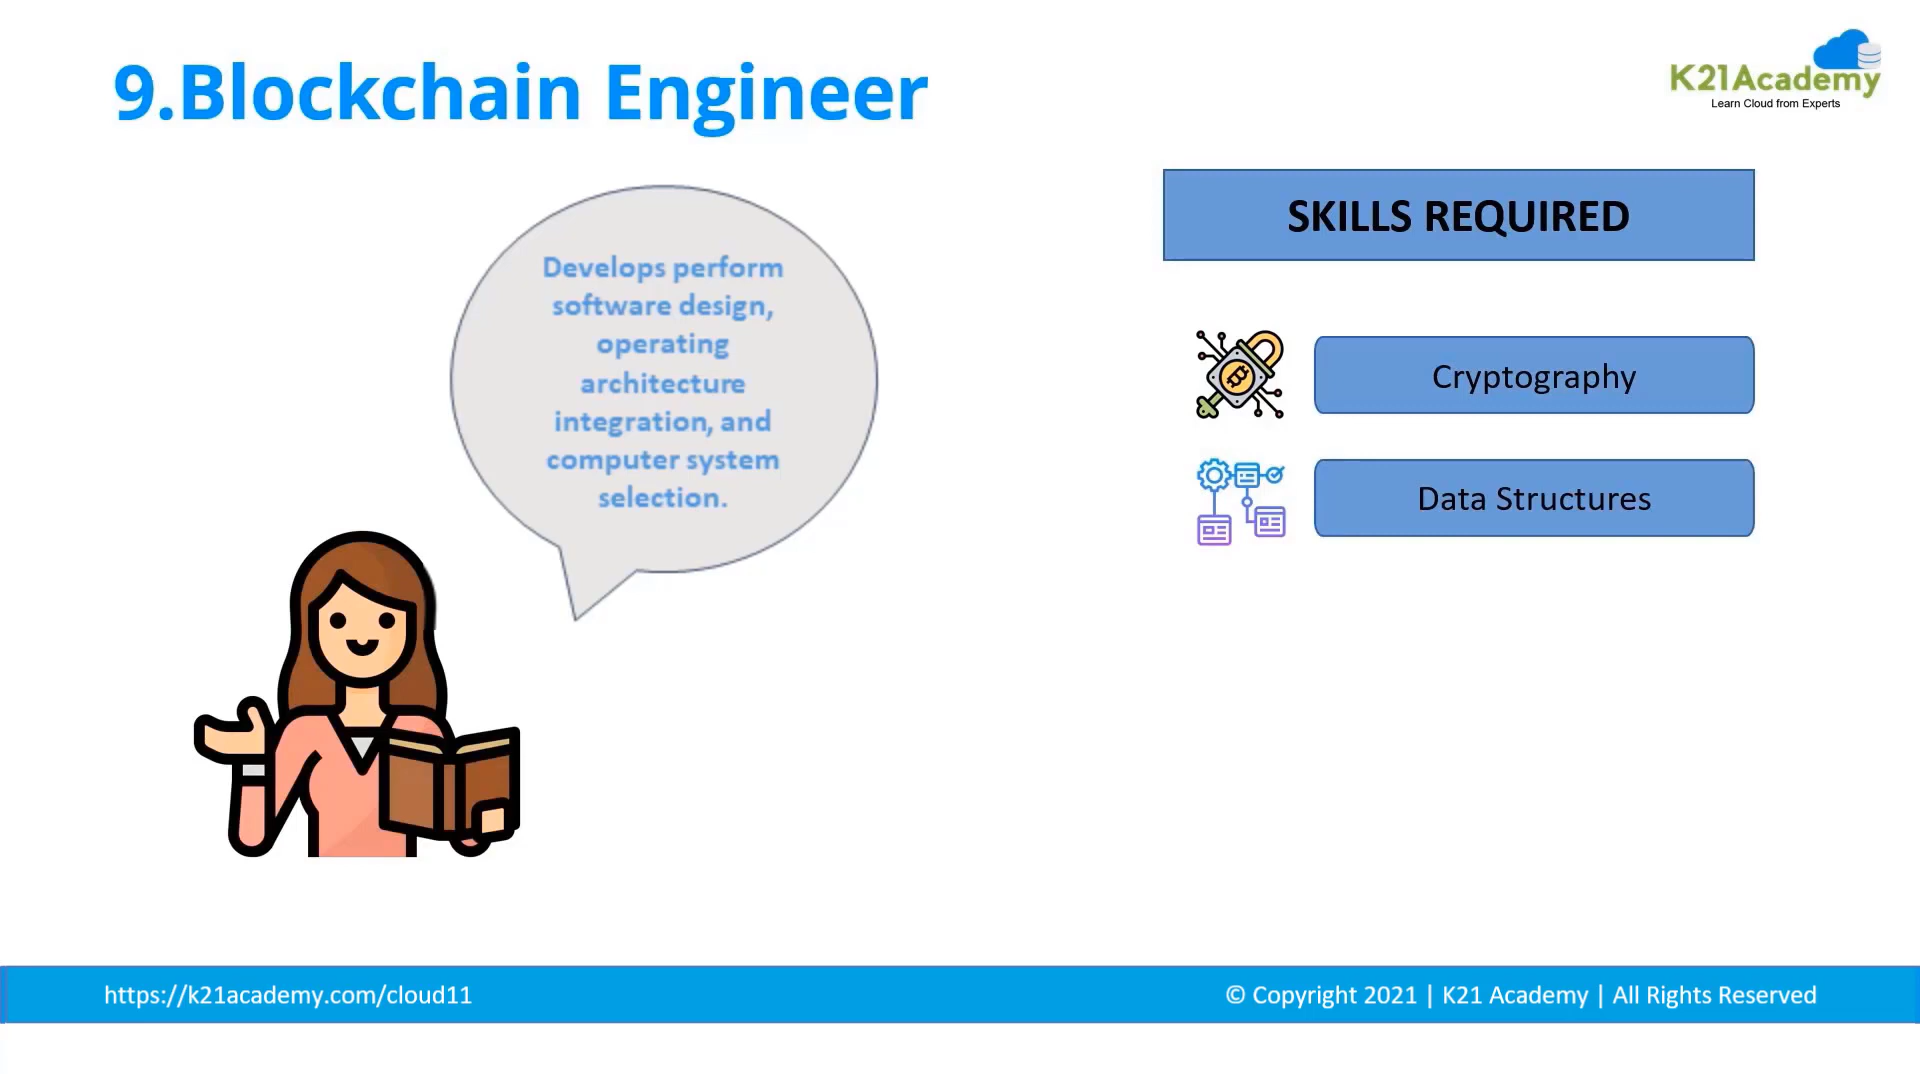 9.Blockchain Engineer
K21Academy
Learn Cloud from Experts
SKILLS REQUIRED
Develops perform
software design,
operating
architecture
integration, and
computer system
selection.
Cryptography
Data Structures
https://k21academy.com/cloud11
© Copyright 2021 | K21 Academy | All Rights Reserved